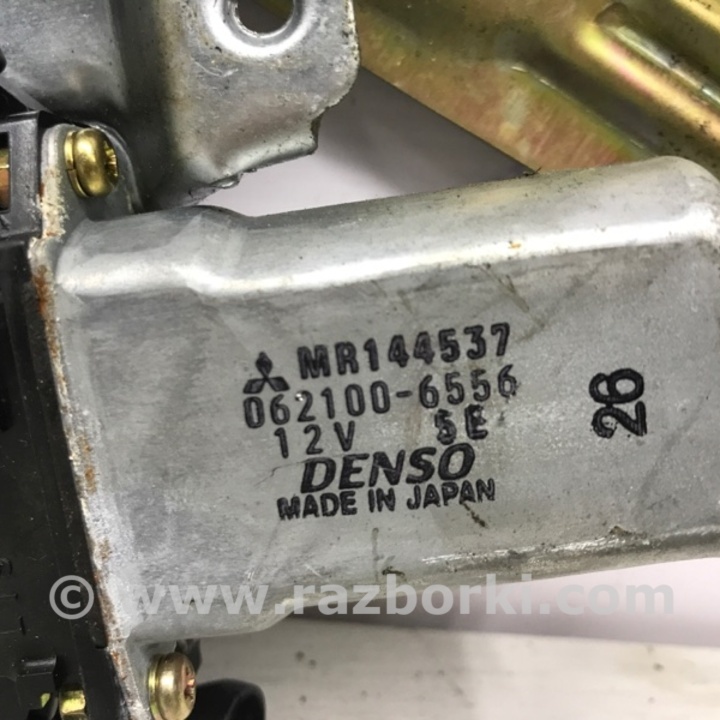 MR144537
062100-6556
12V 5E
DENSO
MADE IN JAPAN
26
© www.razborki.com